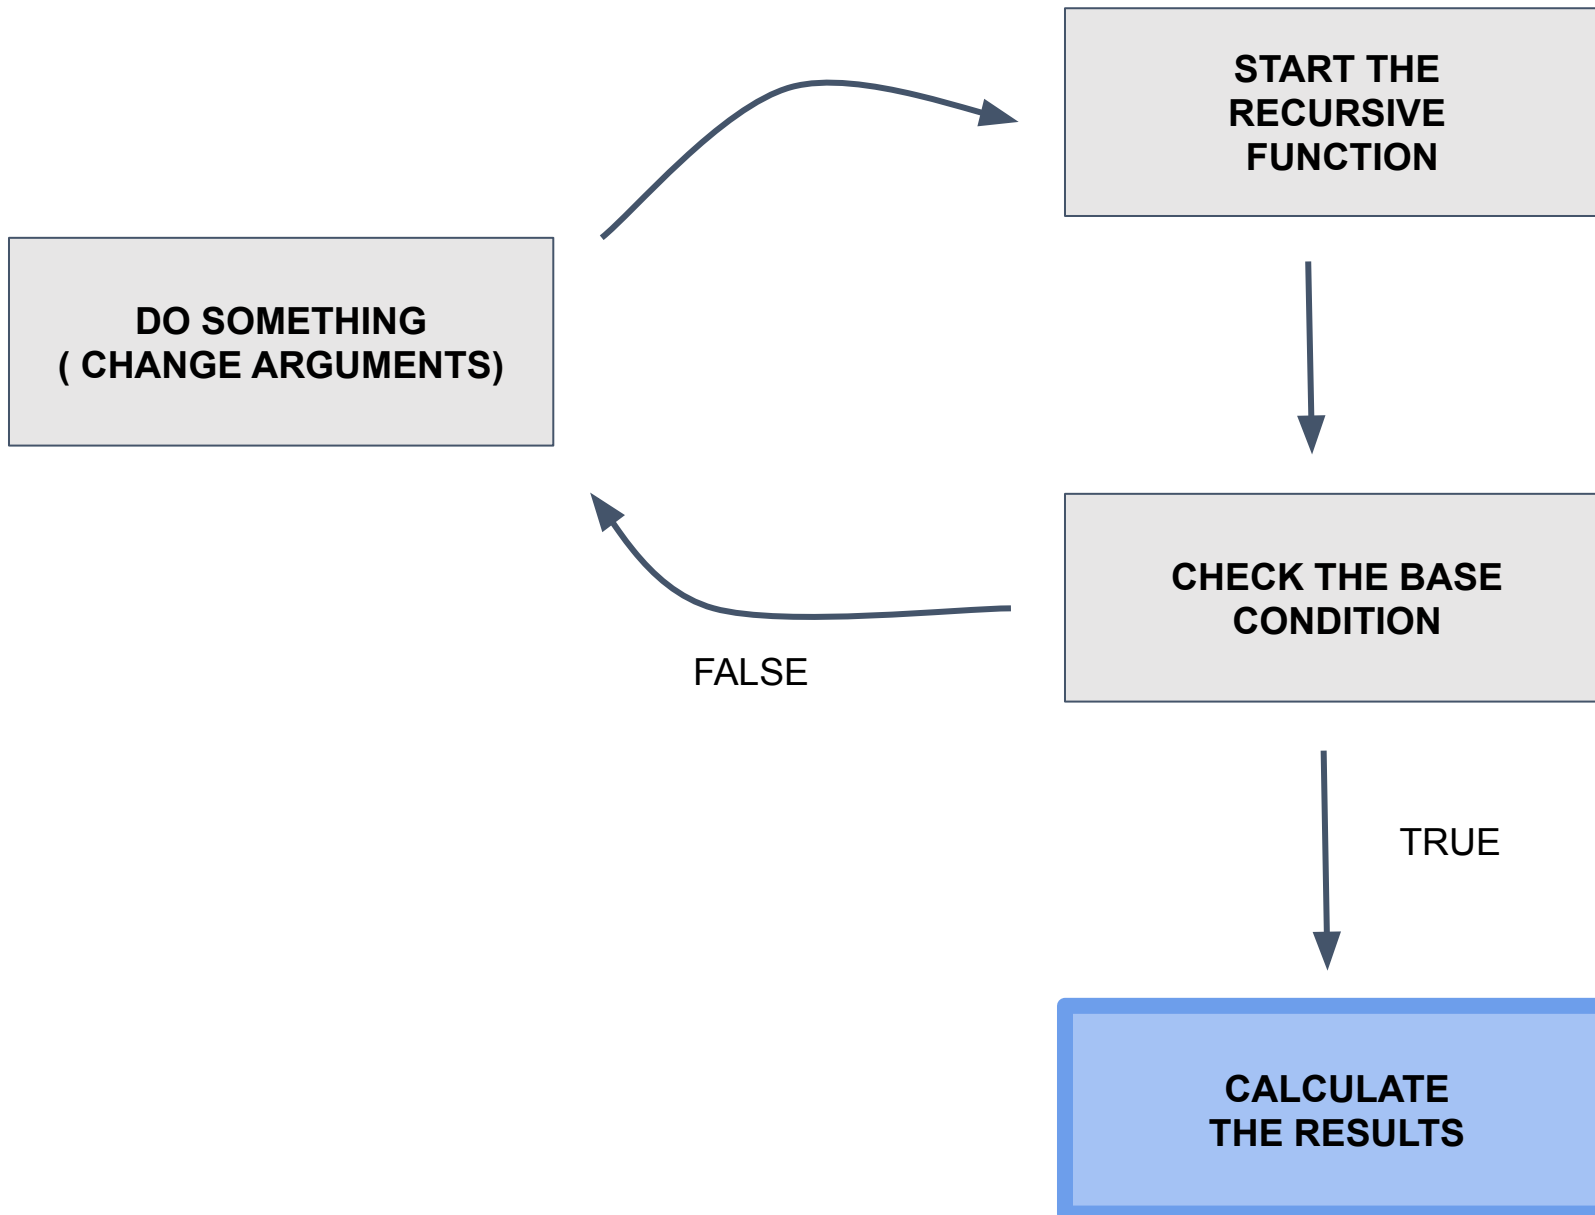 START THE
RECURSIVE
FUNCTION
DO SOMETHING
( CHANGE ARGUMENTS)
CHECK THE BASE
CONDITION
FALSE
TRUE
CALCULATE
THE RESULTS